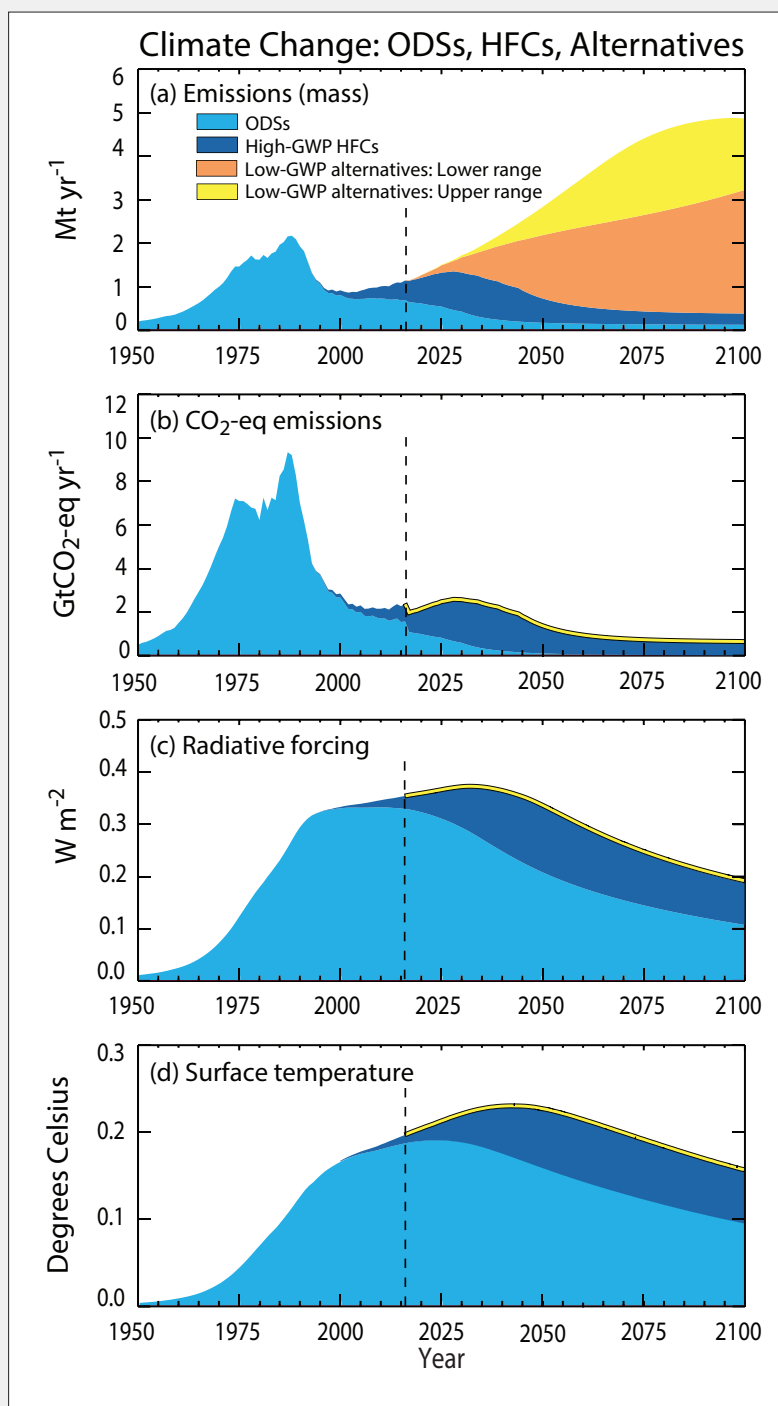 Climate Change: ODSs, HFCs, Alternatives
(a) Emissions (mass)
ODSs
High-GWP HFCs
Low-GWP alternatives: Lower range
Low-GWP alternatives: Upper range
Mt yr⁻¹
6
5
4
3
2
1
0
1950 1975 2000 2025 2050 2075 2100
(b) CO₂-eq emissions
GtCO₂-eq yr⁻¹
12
10
8
6
4
2
0
1950 1975 2000 2025 2050 2075 2100
(c) Radiative forcing
W m⁻²
0.5
0.4
0.3
0.2
0.1
0.0
1950 1975 2000 2025 2050 2075 2100
(d) Surface temperature
Degrees Celsius
0.3
0.2
0.1
0.0
1950 1975 2000 2025 2050 2075 2100
Year